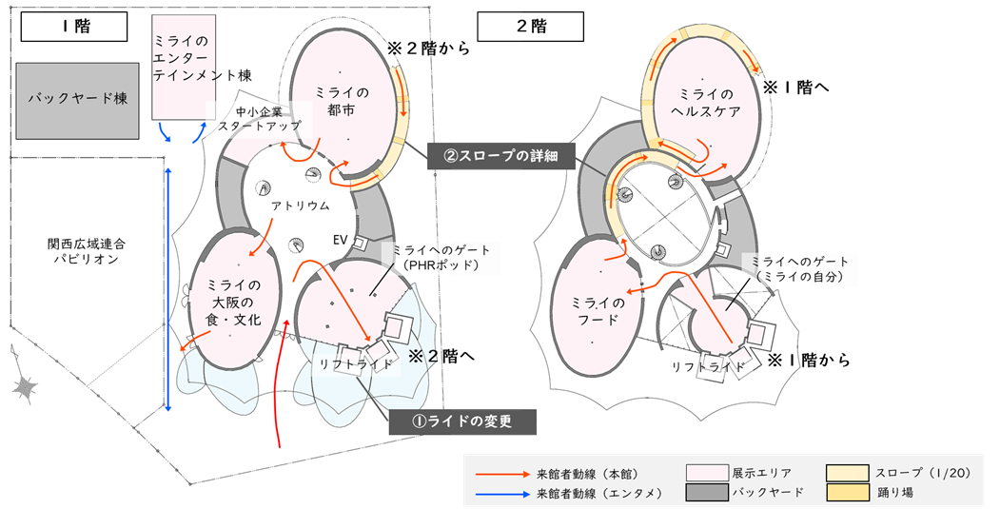 1階
ミライの
エンター
テインメント棟
バックヤード棟
※2階から
ミライの
都市
中小企業
スタートアップ
アトリウム
EV
関西広域連合
パビリオン
ミライの
大阪の
食・文化
ミライへのゲート
（PHRポッド）
リフトライド
※2階へ
①ライドの変更
②スロープの詳細
2階
ミライの
ヘルスケア
※1階へ
ミライの
フード
ミライへのゲート
（ミライの自分）
リフトライド
※1階から
来館者動線（本館）
来館者動線（エンタメ）
展示エリア
バックヤード
スロープ（1/20）
踊り場